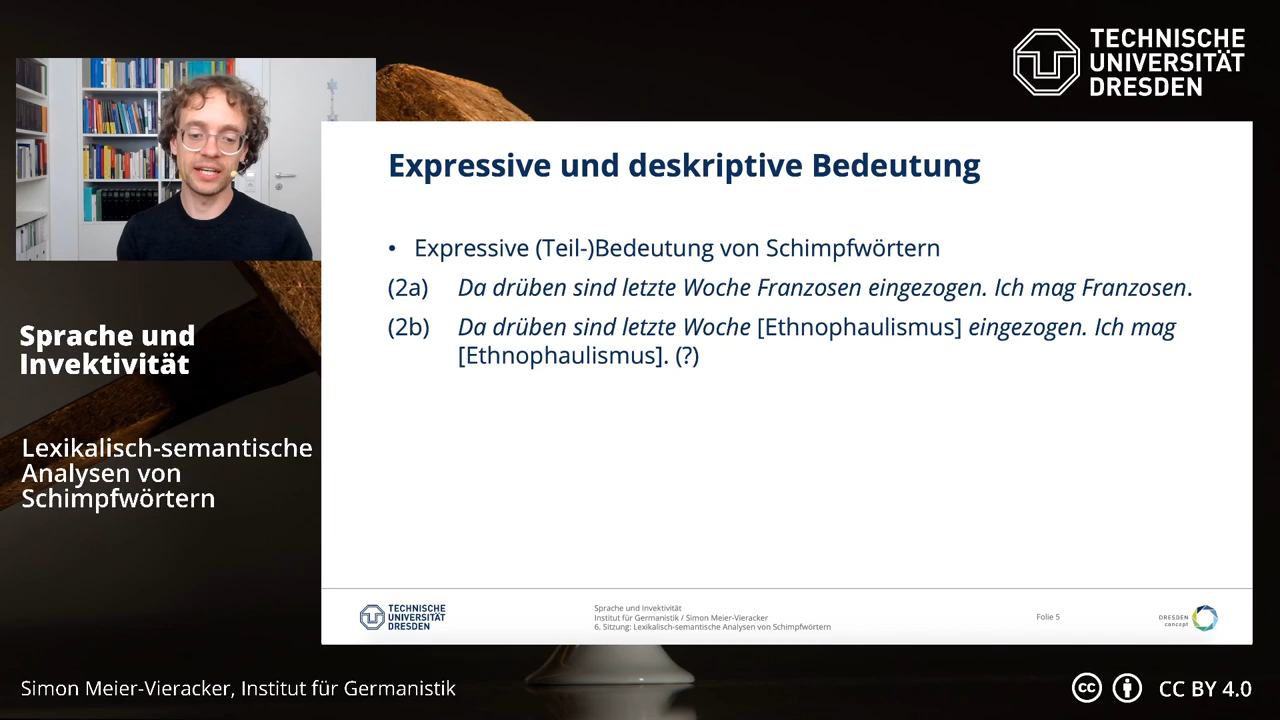 TECHNISCHE
UNIVERSITÄT
DRESDEN
Expressive und deskriptive Bedeutung
• Expressive (Teil-)Bedeutung von Schimpfwörtern
(2a) Da drüben sind letzte Woche Franzosen eingezogen. Ich mag Franzosen.
(2b) Da drüben sind letzte Woche [Ethnophaulismus] eingezogen. Ich mag
[Ethnophaulismus]. (?)
Sprache und
Invektivität
Lexikalisch-semantische
Analysen von
Schimpfwörtern
TECHNISCHE
UNIVERSITÄT
DRESDEN
Sprache und Invektivität
Institut für Germanistik / Simon Meier-Vieracker
6. Sitzung: Lexikalisch-semantische Analysen von Schimpfwörtern
Folie 5
DRESDEN
concept
Simon Meier-Vieracker, Institut für Germanistik
cc
CC BY 4.0